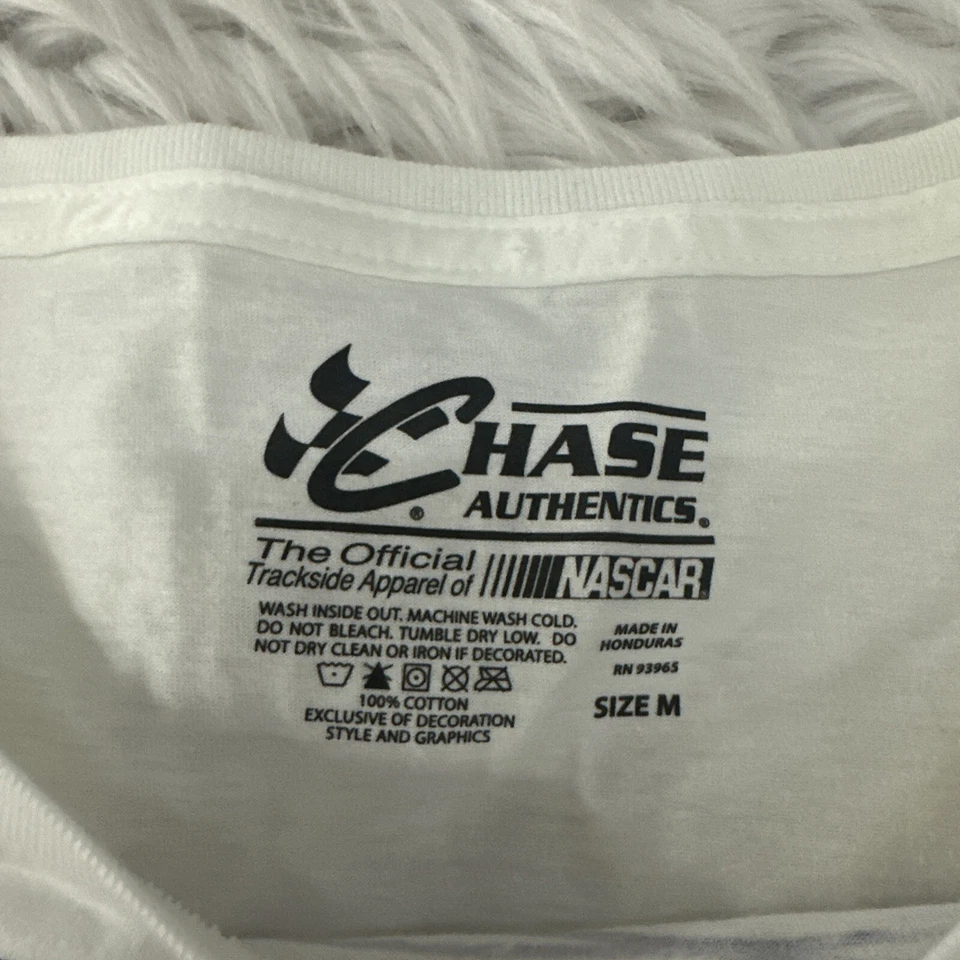 CHASE
AUTHENTICS®
®
The Official
Trackside Apparel of NASCAR®
WASH INSIDE OUT. MACHINE WASH COLD.
DO NOT BLEACH. TUMBLE DRY LOW. DO
NOT DRY CLEAN OR IRON IF DECORATED.
100% COTTON
EXCLUSIVE OF DECORATION
STYLE AND GRAPHICS
MADE IN
HONDURAS
RN 93965
SIZE M